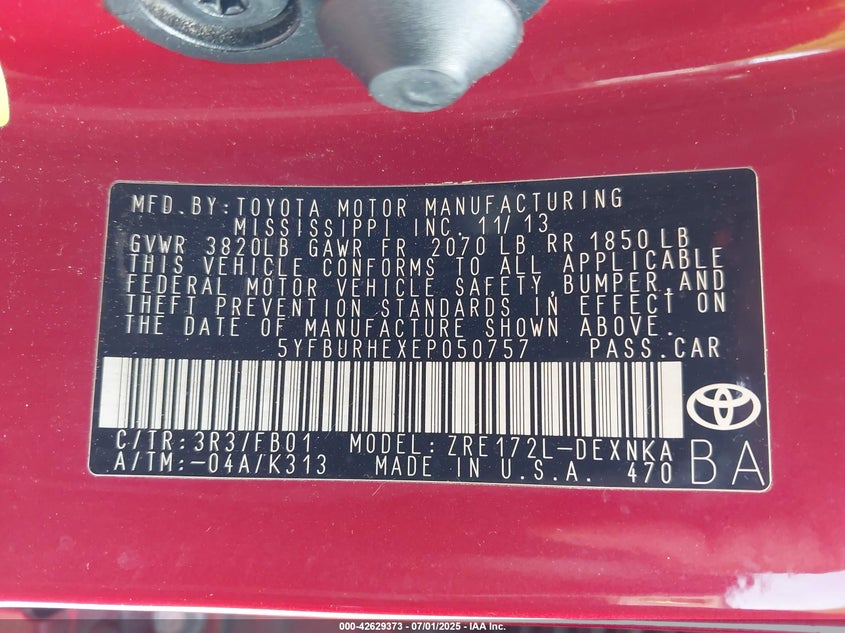 MFD.BY:TOYOTA MOTOR MANUFACTURING
MISSISSIPPI INC. 11/13
GVWR 3820LB GAWR FR 2070 LB RR 1850LB
THIS VEHICLE CONFORMS TO ALL APPLICABLE
FEDERAL MOTOR VEHICLE SAFETY,BUMPER,AND
THEFT PREVENTION STANDARDS IN EFFECT ON
THE DATE OF MANUFACTURE SHOWN ABOVE.
5YFBURHEXEP050757 PASS.CAR
C/TR:3R3/FB01 MODEL:ZRE172L-DEXNKA
A/TM:-04A/K313 MADE IN U.S.A. 470
BA
000-42629373 - 07/01/2025 - IAA Inc.